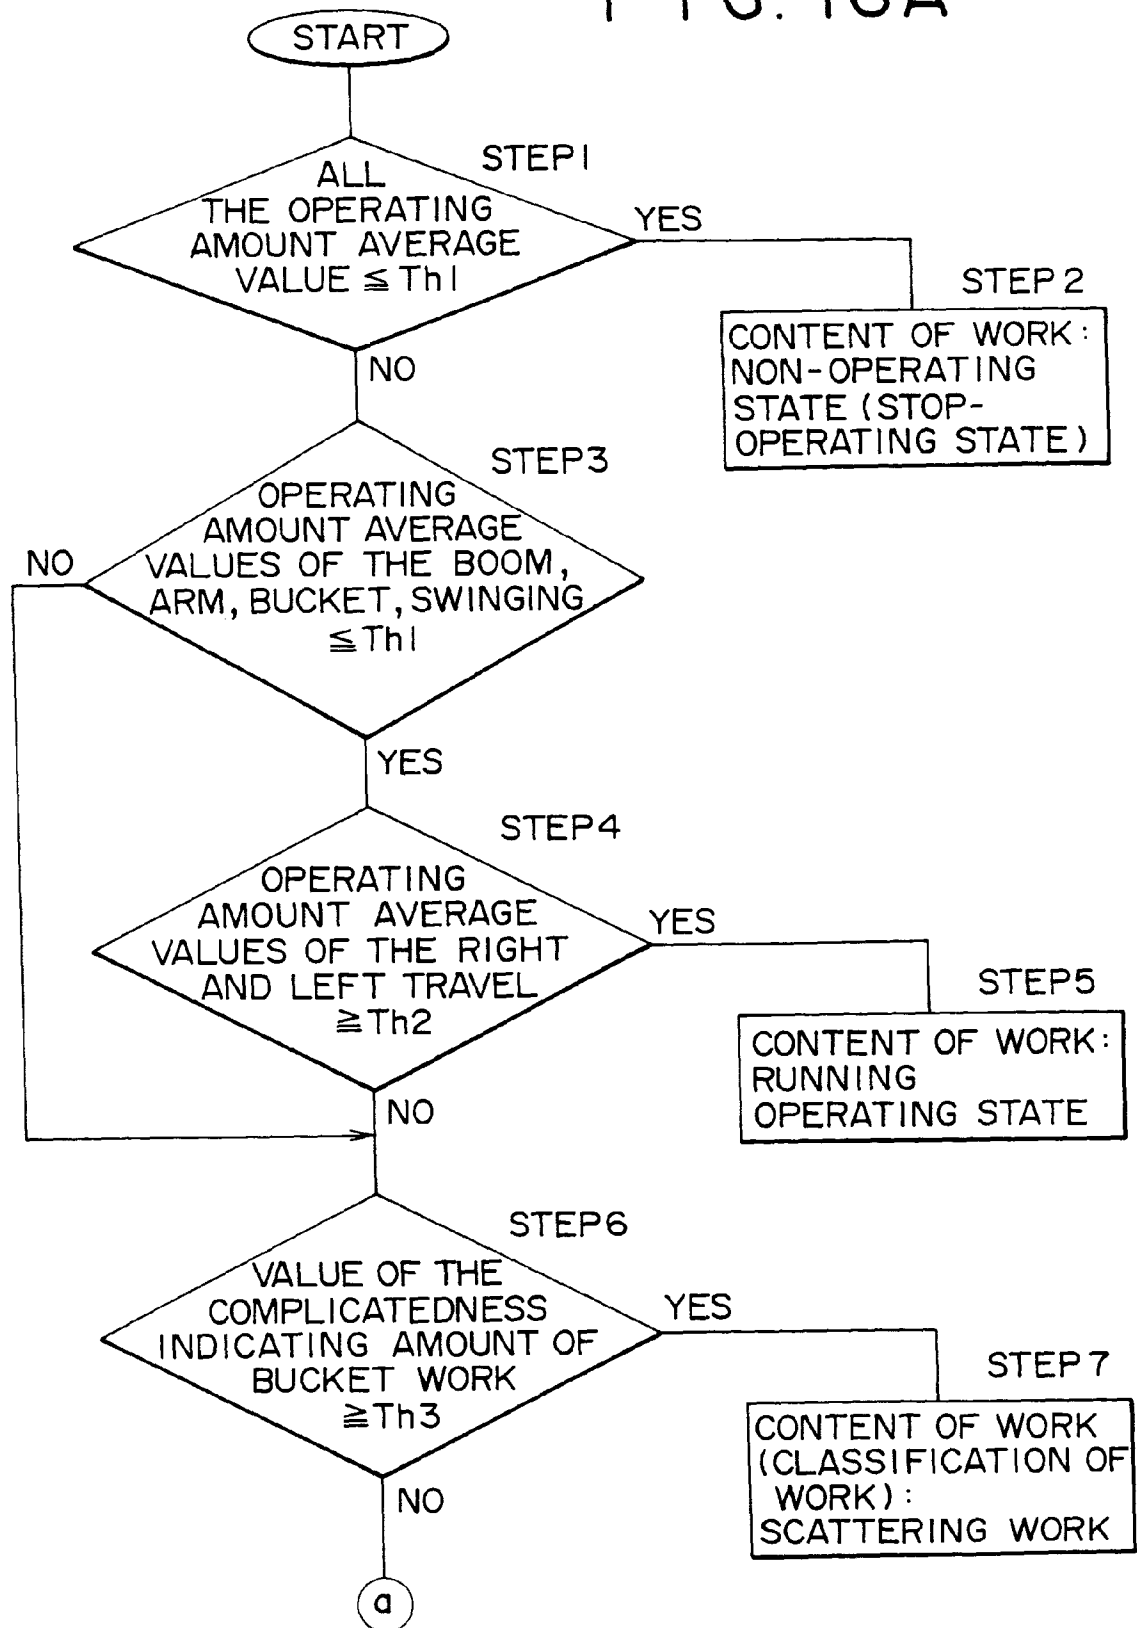 START
STEP1
ALL
THE OPERATING
AMOUNT AVERAGE
VALUE ≦ Th1
YES
STEP2
CONTENT OF WORK:
NON-OPERATING
STATE (STOP-
OPERATING STATE)
NO
STEP3
OPERATING
AMOUNT AVERAGE
VALUES OF THE BOOM,
ARM, BUCKET, SWINGING
≦Th1
NO
YES
STEP4
OPERATING
AMOUNT AVERAGE
VALUES OF THE RIGHT
AND LEFT TRAVEL
≧Th2
YES
STEP5
CONTENT OF WORK:
RUNNING
OPERATING STATE
NO
STEP6
VALUE OF THE
COMPLICATEDNESS
INDICATING AMOUNT OF
BUCKET WORK
≧Th3
YES
STEP7
CONTENT OF WORK
(CLASSIFICATION OF
WORK):
SCATTERING WORK
NO
a